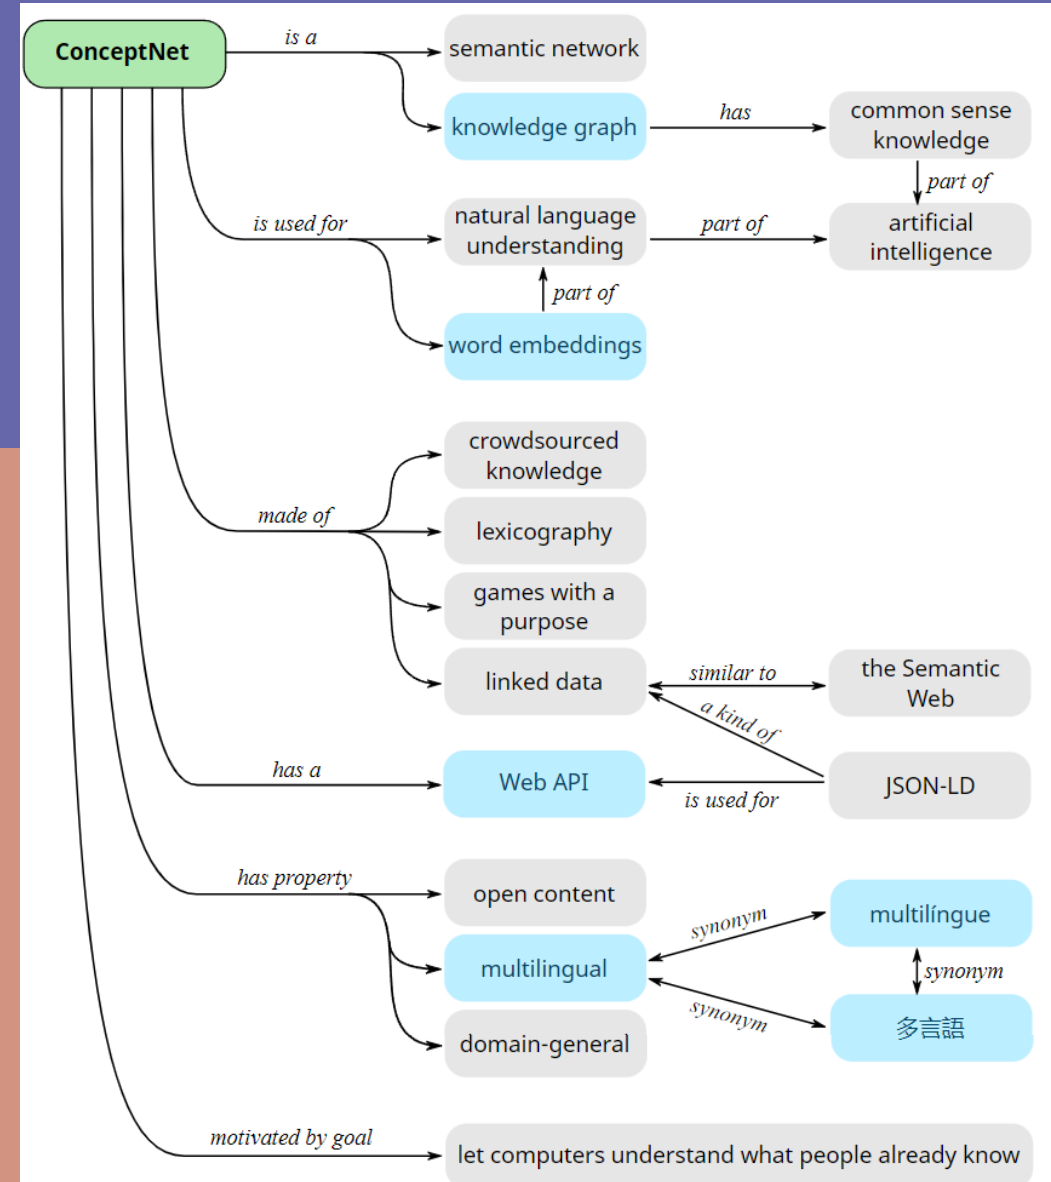 ConceptNet
is a
semantic network
knowledge graph
has
common sense
knowledge
part of
is used for
natural language
understanding
part of
artificial
intelligence
part of
word embeddings
crowdsourced
knowledge
made of
lexicography
games with a
purpose
linked data
similar to
the Semantic
Web
a kind of
has a
Web API
is used for
JSON-LD
has property
open content
synonym
multilíngue
multilingual
synonym
synonym
多言語
domain-general
motivated by goal
let computers understand what people already know